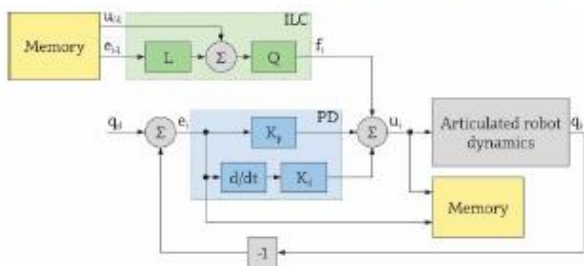 ILC
u_{i-1}
Memory
e_{i-1}
L
Σ
Q
f_i
PD
q_d
Σ
e_i
K_p
Σ
u_i
Articulated robot
dynamics
q_i
d/dt
K_d
Memory
-1